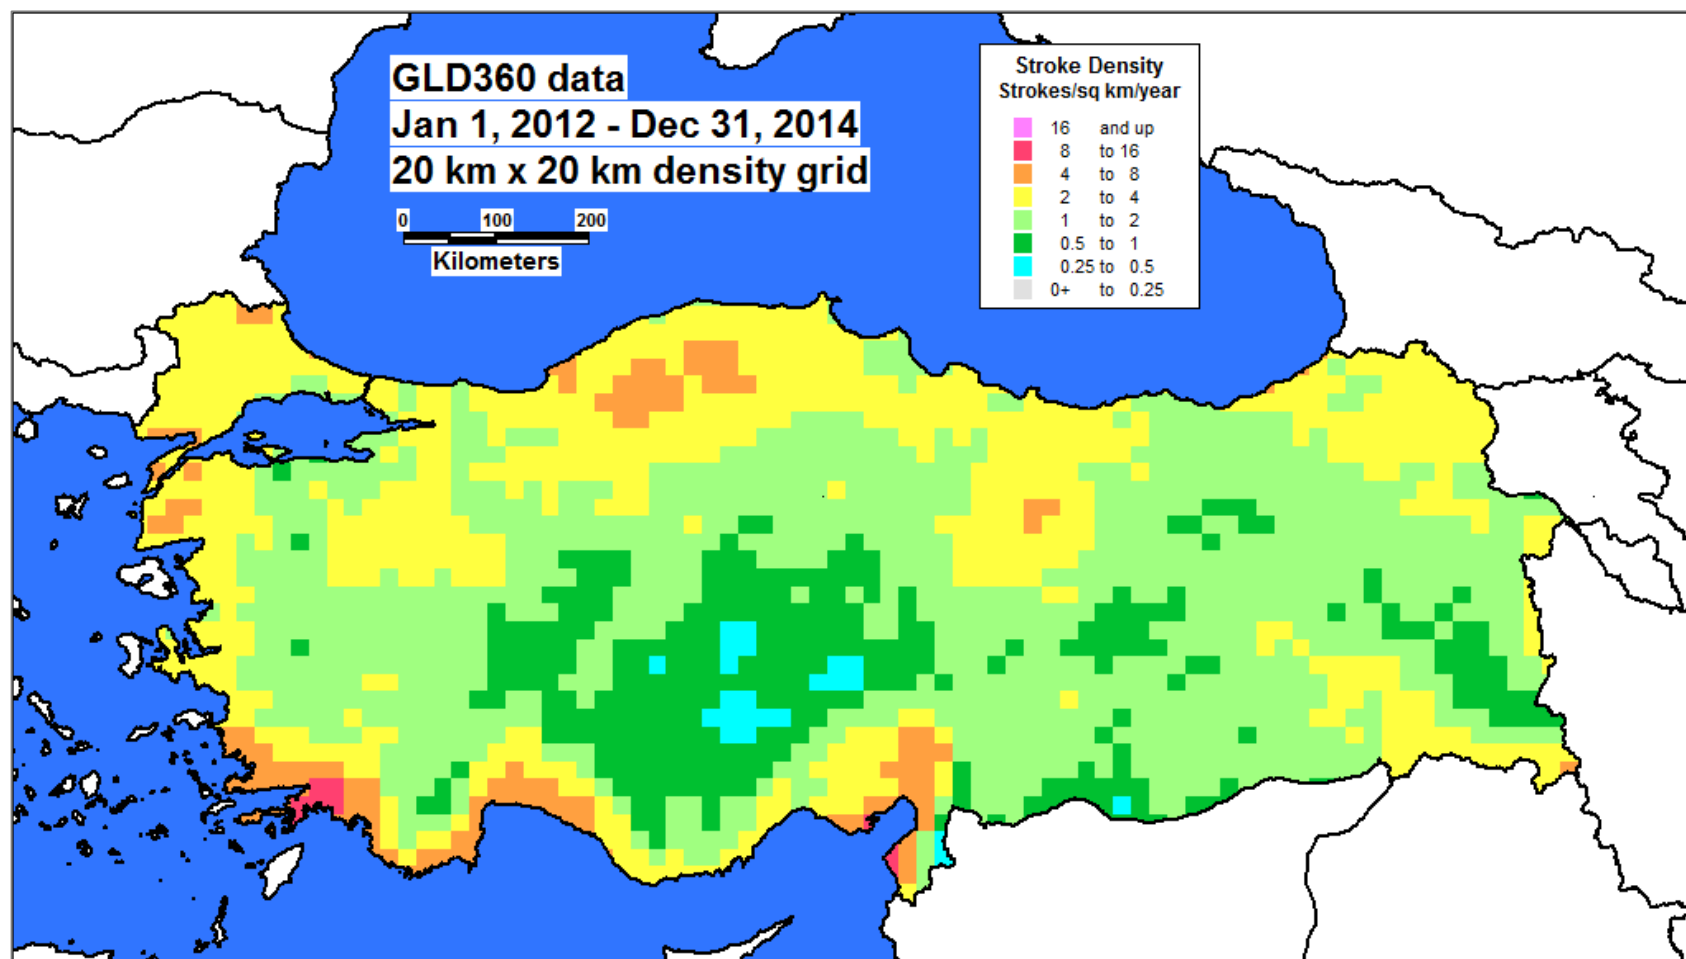 GLD360 data
Jan 1, 2012 - Dec 31, 2014
20 km x 20 km density grid
0 100 200
Kilometers
Stroke Density
Strokes/sq km/year
16 and up
8 to 16
4 to 8
2 to 4
1 to 2
0.5 to 1
0.25 to 0.5
0+ to 0.25